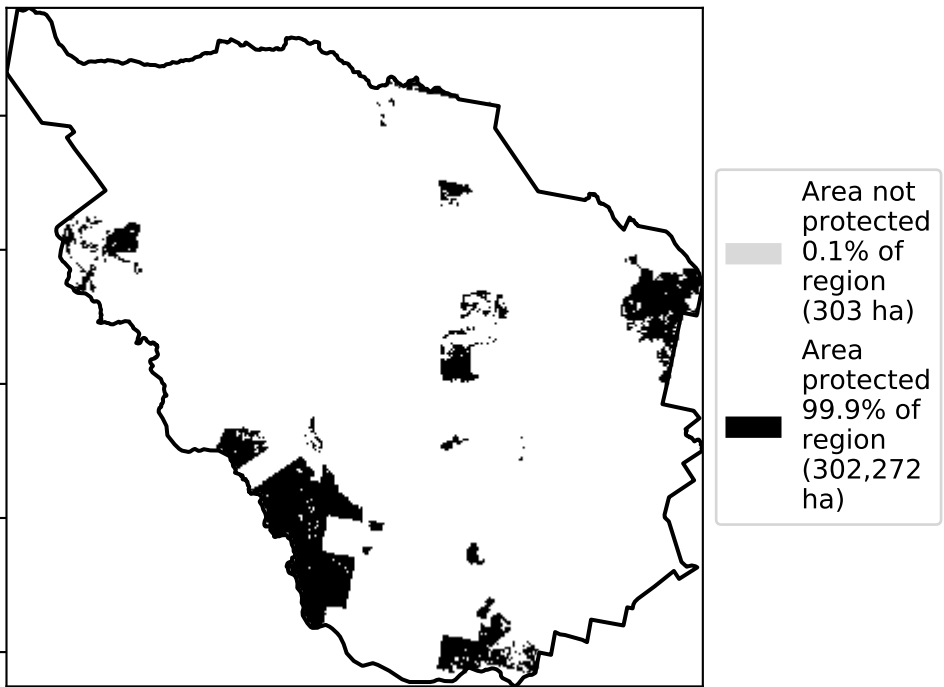 Area not
protected
0.1% of
region
(303 ha)
Area
protected
99.9% of
region
(302,272
ha)